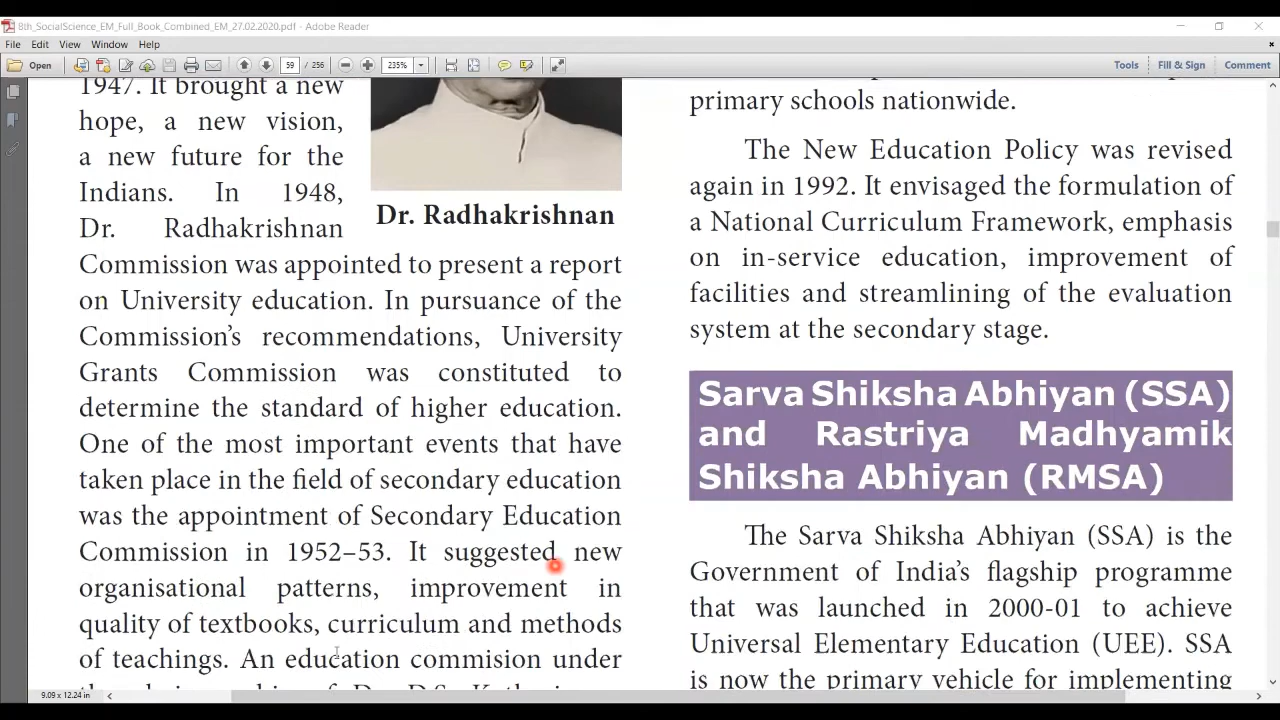 8th_SocialScience_EM_Full_Book_Combined_EM_27.02.2020.pdf - Adobe Reader
File Edit View Window Help
Open 59 / 256 235% Tools Fill & Sign Comment
1947. It brought a new
hope, a new vision,
a new future for the
Indians. In 1948,
Dr. Radhakrishnan
Dr. Radhakrishnan
Commission was appointed to present a report
on University education. In pursuance of the
Commission’s recommendations, University
Grants Commission was constituted to
determine the standard of higher education.
One of the most important events that have
taken place in the field of secondary education
was the appointment of Secondary Education
Commission in 1952–53. It suggested new
organisational patterns, improvement in
quality of textbooks, curriculum and methods
of teachings. An education commision under
primary schools nationwide.
The New Education Policy was revised
again in 1992. It envisaged the formulation of
a National Curriculum Framework, emphasis
on in-service education, improvement of
facilities and streamlining of the evaluation
system at the secondary stage.
Sarva Shiksha Abhiyan (SSA)
and Rastriya Madhyamik
Shiksha Abhiyan (RMSA)
The Sarva Shiksha Abhiyan (SSA) is the
Government of India’s flagship programme
that was launched in 2000-01 to achieve
Universal Elementary Education (UEE). SSA
is now the primary vehicle for implementing
9.09 x 12.24 in